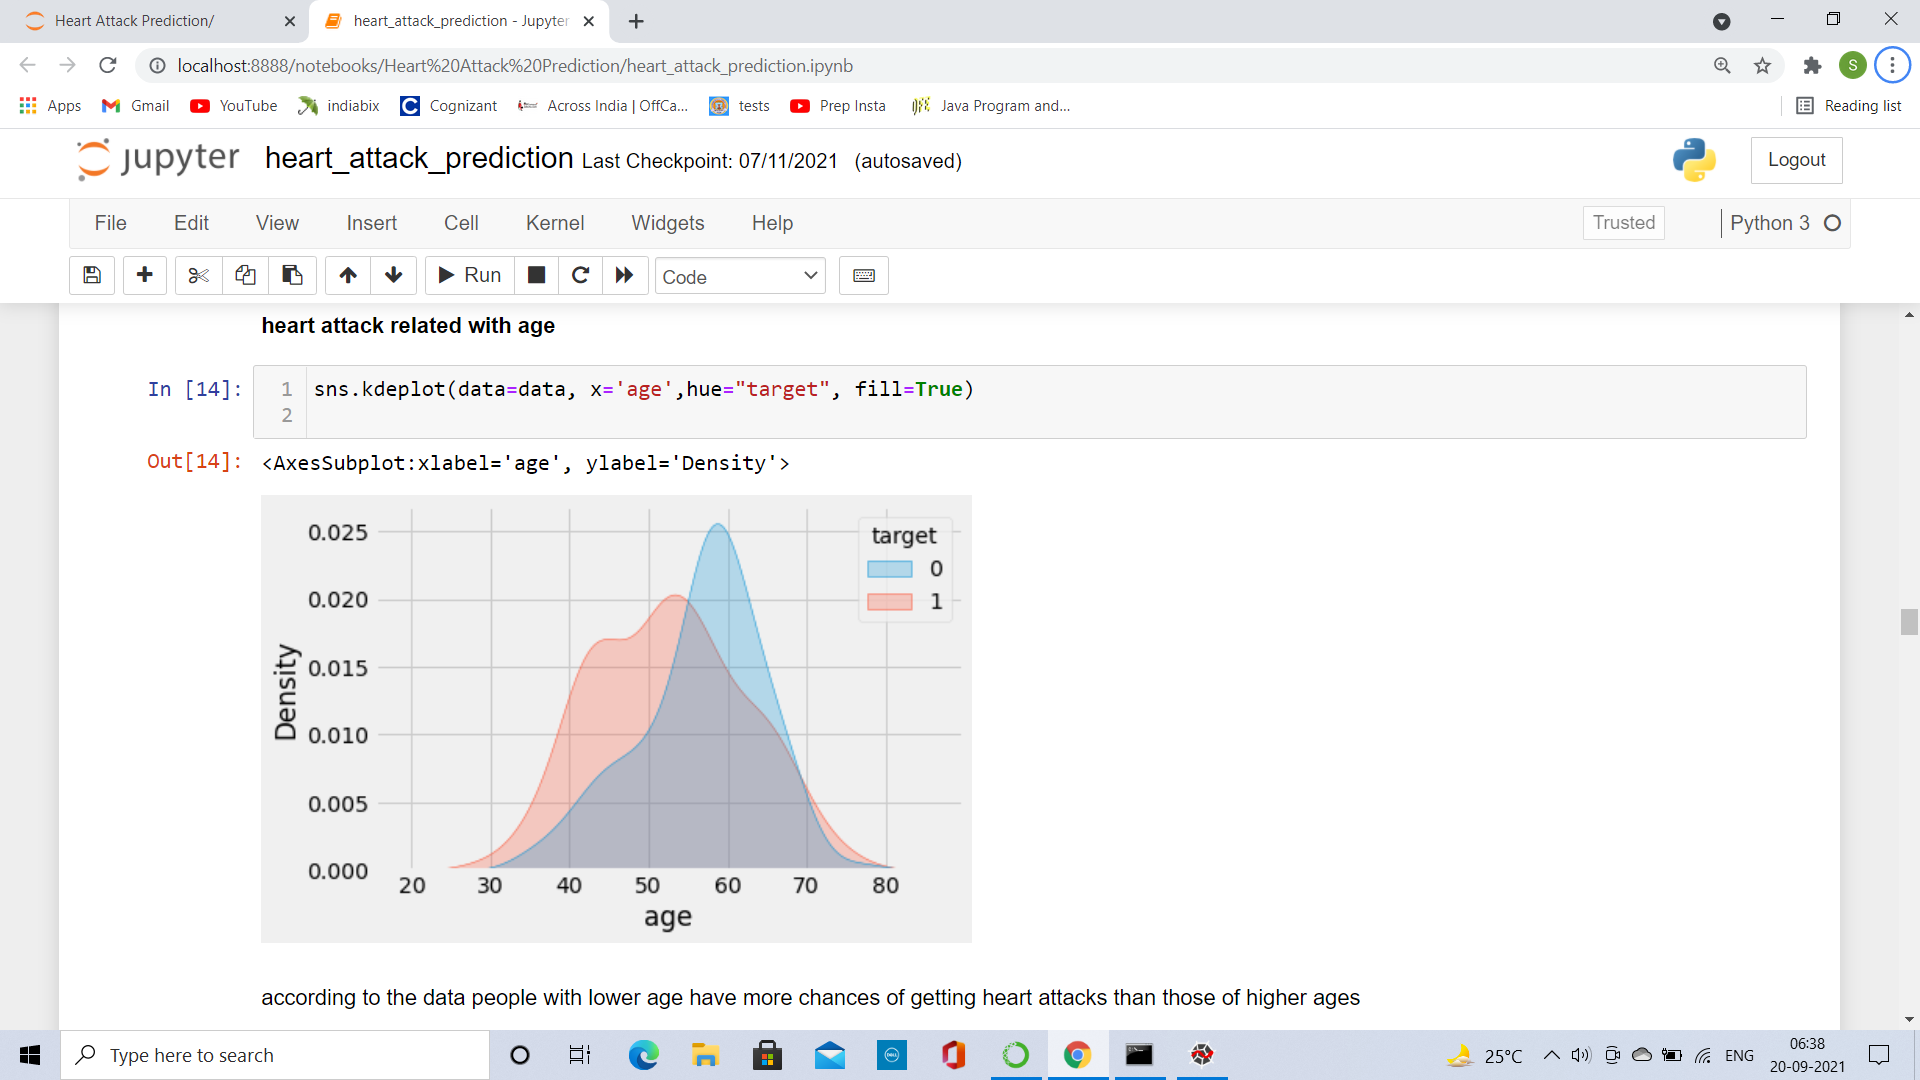 Heart Attack Prediction/
heart_attack_prediction - Jupyter
localhost:8888/notebooks/Heart%20Attack%20Prediction/heart_attack_prediction.ipynb
S
Apps Gmail YouTube indiabix Cognizant Across India | OffCa... tests Prep Insta Java Program and... Reading list
jupyter heart_attack_prediction Last Checkpoint: 07/11/2021 (autosaved) Logout
File Edit View Insert Cell Kernel Widgets Help Trusted Python 3
Run Code
heart attack related with age
In [14]: 1 sns.kdeplot(data=data, x='age',hue="target", fill=True)
2
Out[14]: <AxesSubplot:xlabel='age', ylabel='Density'>
target
0
1
Density
0.025
0.020
0.015
0.010
0.005
0.000
20 30 40 50 60 70 80
age
according to the data people with lower age have more chances of getting heart attacks than those of higher ages
Type here to search 25°C ENG 06:38
20-09-2021